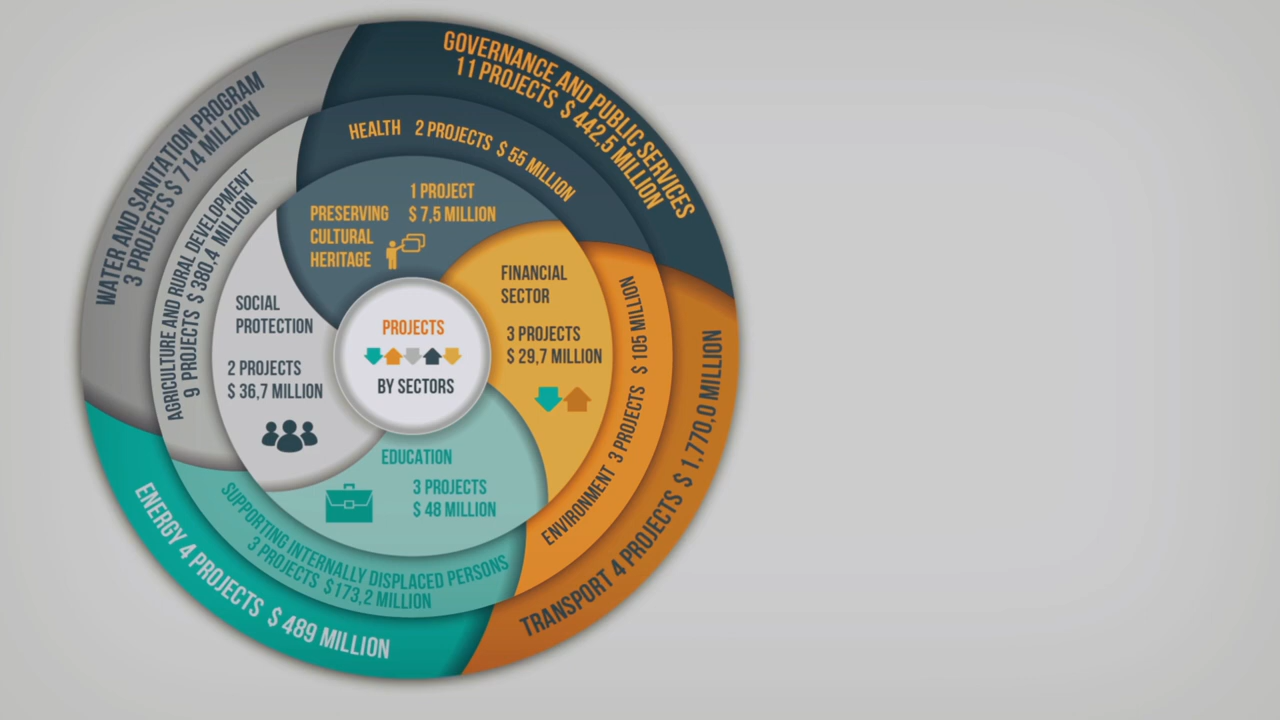 GOVERNANCE AND PUBLIC SERVICES
11 PROJECTS $ 442,5 MILLION
WATER AND SANITATION PROGRAM
3 PROJECTS $ 714 MILLION
HEALTH 2 PROJECTS $ 55 MILLION
AGRICULTURE AND RURAL DEVELOPMENT
9 PROJECTS $ 380,4 MILLION
1 PROJECT
$ 7,5 MILLION
PRESERVING
CULTURAL
HERITAGE
FINANCIAL
SECTOR
3 PROJECTS
$ 29,7 MILLION
SOCIAL
PROTECTION
2 PROJECTS
$ 36,7 MILLION
PROJECTS
BY SECTORS
ENVIRONMENT 3 PROJECTS $ 105 MILLION
TRANSPORT 4 PROJECTS $ 1,770,0 MILLION
EDUCATION
3 PROJECTS
$ 48 MILLION
SUPPORTING INTERNALLY DISPLACED PERSONS
3 PROJECTS $173,2 MILLION
ENERGY 4 PROJECTS $ 489 MILLION